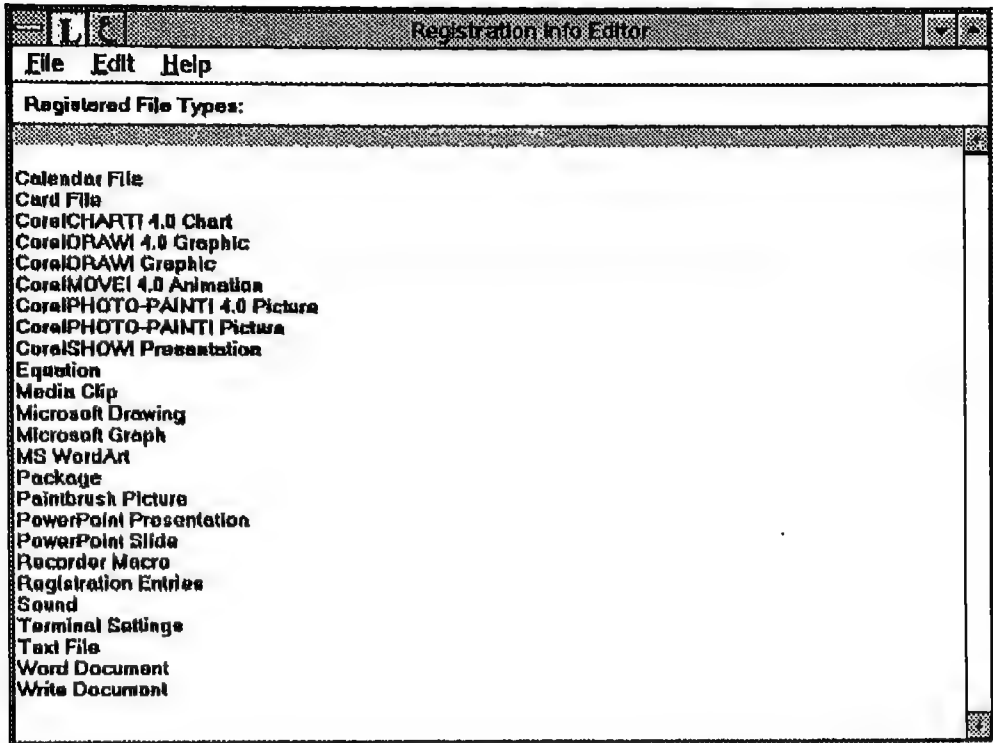 Registration Info Editor
File Edit Help
Registered File Types:
Calendar File
Card File
CorelCHART! 4.0 Chart
CorelDRAW! 4.0 Graphic
CorelDRAW! Graphic
CorelMOVE! 4.0 Animation
CorelPHOTO-PAINT! 4.0 Picture
CorelPHOTO-PAINT! Picture
CorelSHOW! Presentation
Equation
Media Clip
Microsoft Drawing
Microsoft Graph
MS WordArt
Package
Paintbrush Picture
PowerPoint Presentation
PowerPoint Slide
Recorder Macro
Registration Entries
Sound
Terminal Settings
Text File
Word Document
Write Document